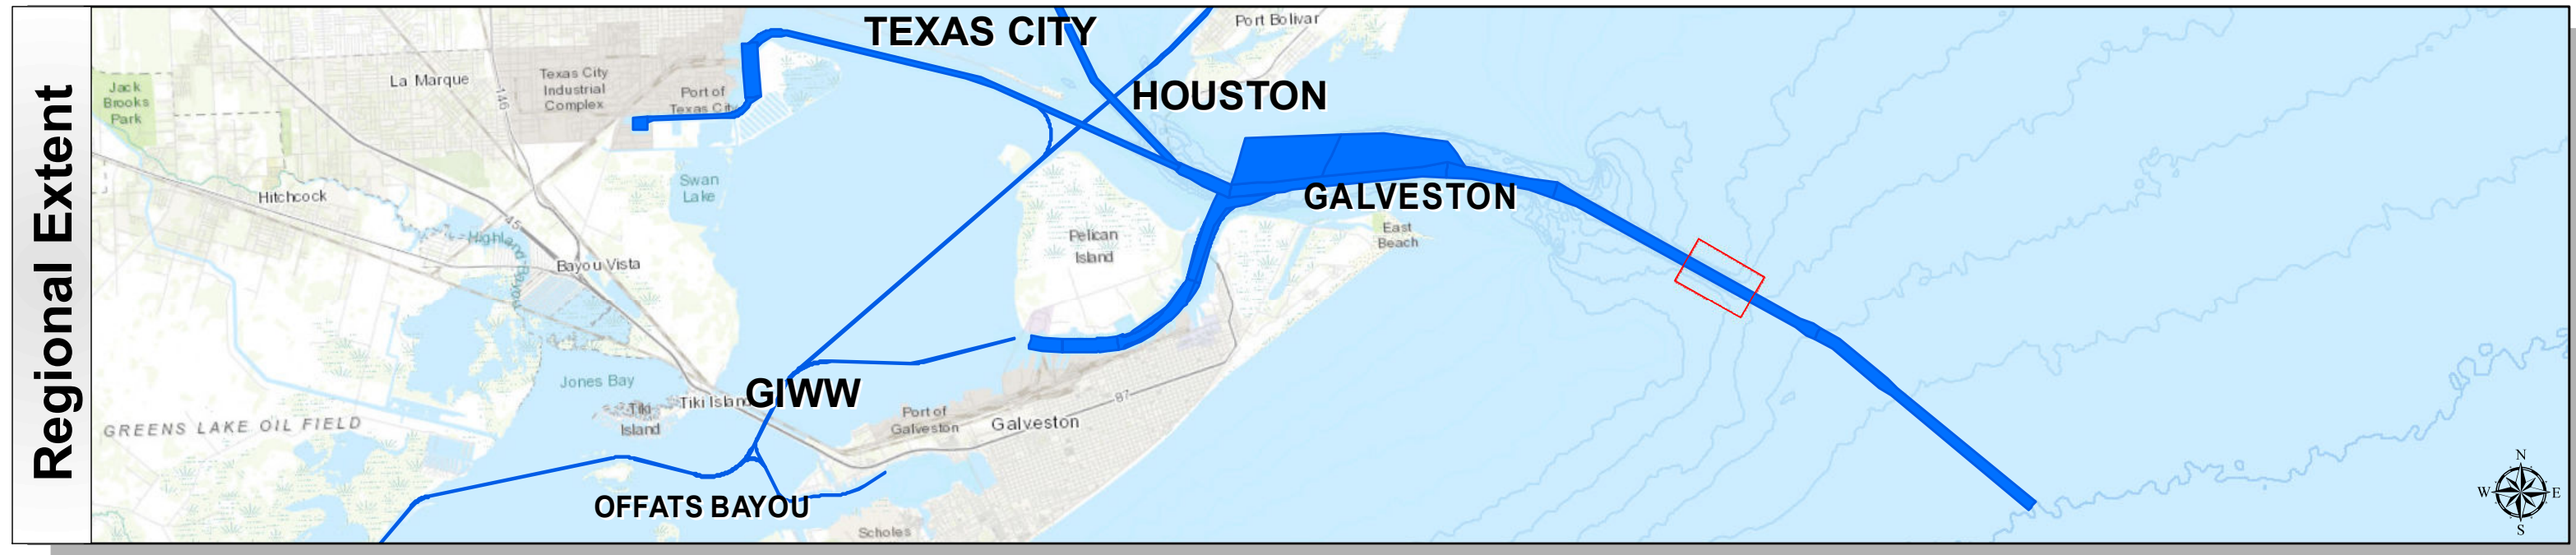 Regional Extent
TEXAS CITY
Port Bolivar
La Marque
146
Texas City
Industrial
Complex
Port of
Texas City
Jack
Brooks
Park
HOUSTON
Swan
Lake
Hitchcock
45
GALVESTON
Highland Bayou
Bayou Vista
Pelican
Island
East
Beach
Jones Bay
Tiki
Island
Tiki Island
GIWW
GREENS LAKE OIL FIELD
Port of
Galveston
Galveston
87
OFFATS BAYOU
Scholes
N
W
E
S